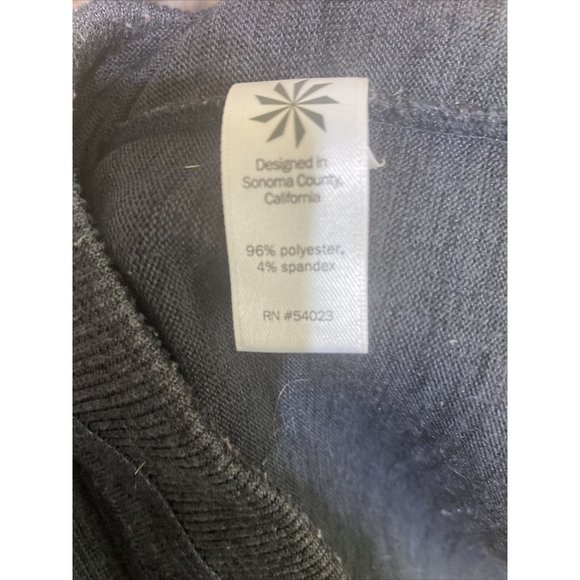 Designed in
Sonoma County,
California
96% polyester,
4% spandex
RN #54023